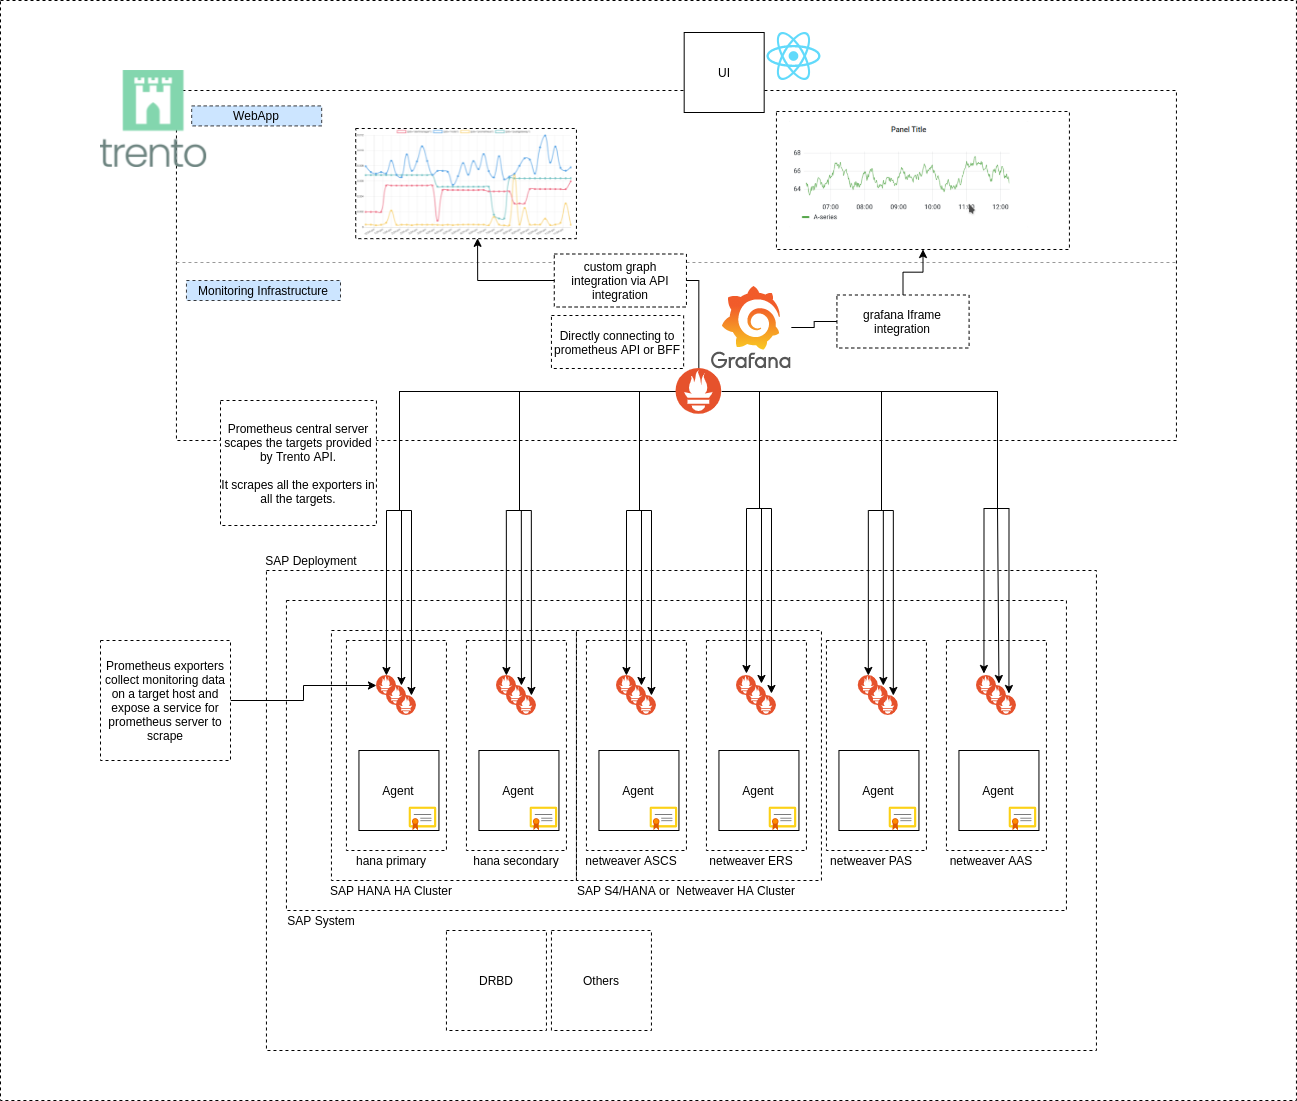 UI
trento
WebApp
Panel Title
68
66
64
07:00
08:00
09:00
10:00
11:00
12:00
A-series
custom graph
integration via API
integration
Monitoring Infrastructure
Directly connecting to
prometheus API or BFF
Grafana
grafana Iframe
integration
Prometheus central server
scapes the targets provided
by Trento API.
It scrapes all the exporters in
all the targets.
SAP Deployment
Prometheus exporters
collect monitoring data
on a target host and
expose a service for
prometheus server to
scrape
Agent
Agent
Agent
Agent
Agent
Agent
hana primary
hana secondary
netweaver ASCS
netweaver ERS
netweaver PAS
netweaver AAS
SAP HANA HA Cluster
SAP S4/HANA or Netweaver HA Cluster
SAP System
DRBD
Others